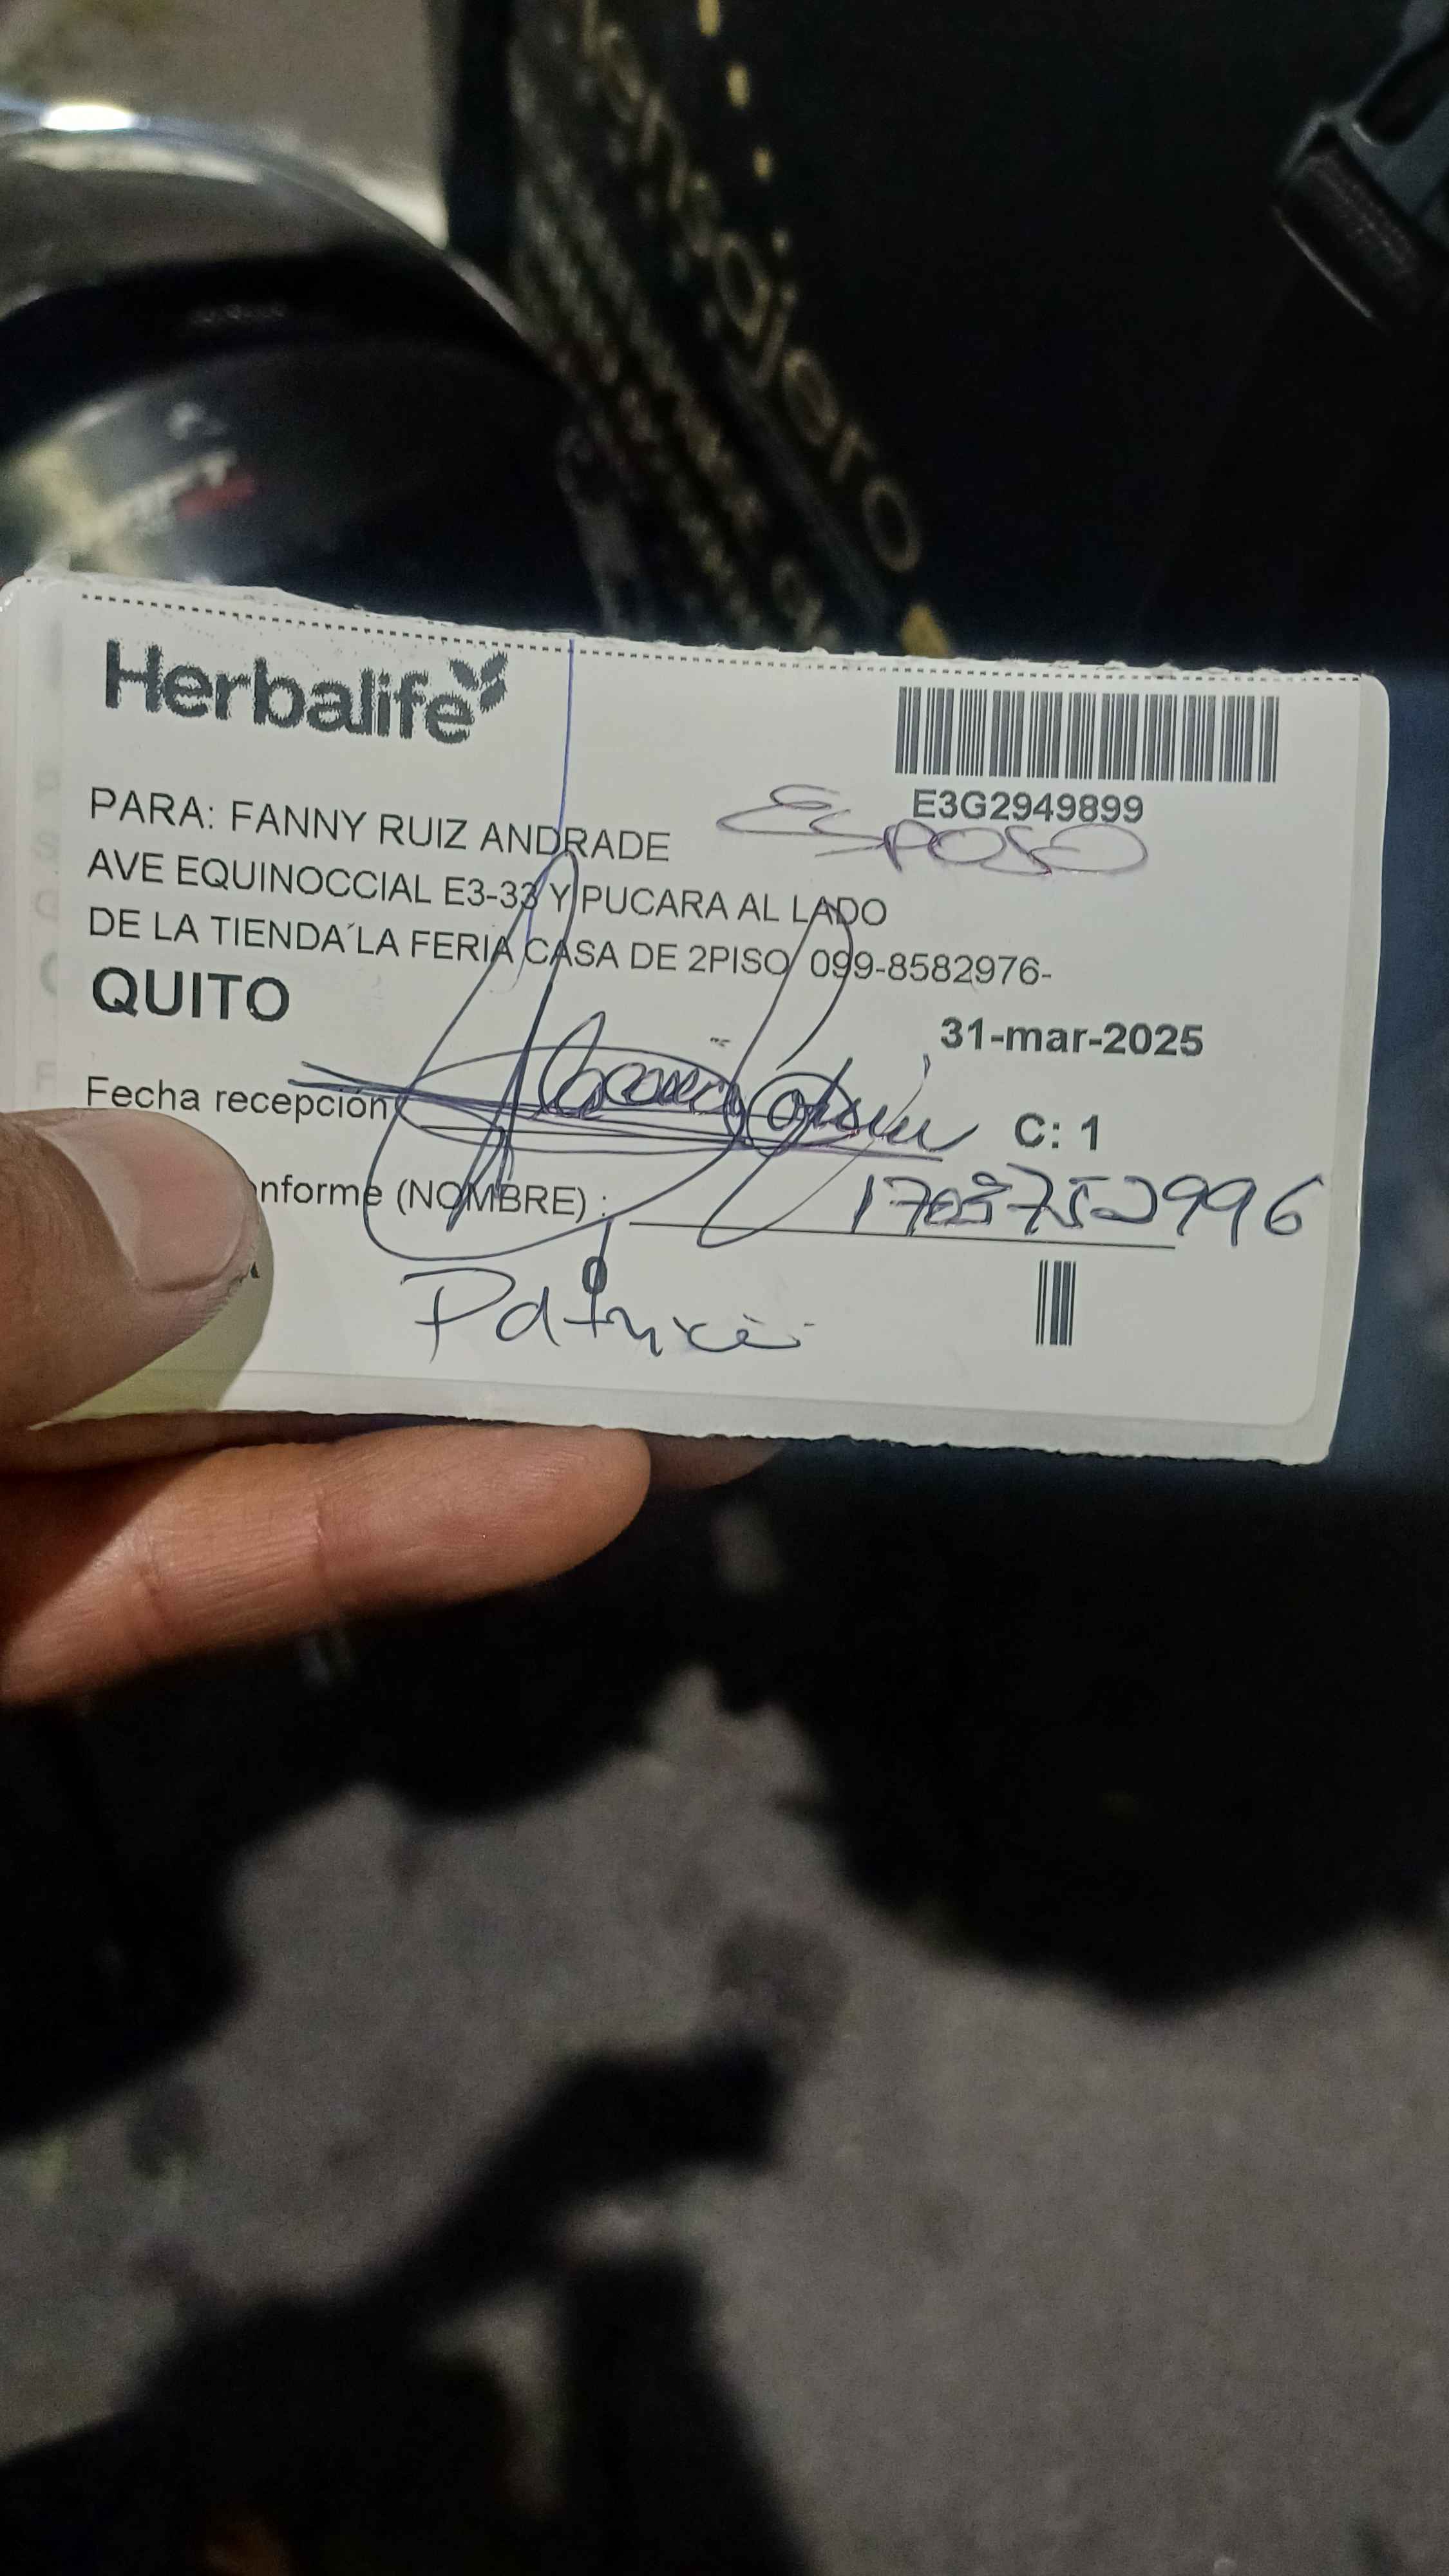 Herbalife
E3G2949899
PARA: FANNY RUIZ ANDRADE
ESPOSO
AVE EQUINOCCIAL E3-33 Y PUCARA AL LADO
DE LA TIENDA´LA FERIA CASA DE 2PISO 099-8582976-
QUITO
31-mar-2025
Fecha recepción
C: 1
onforme (NOMBRE) :